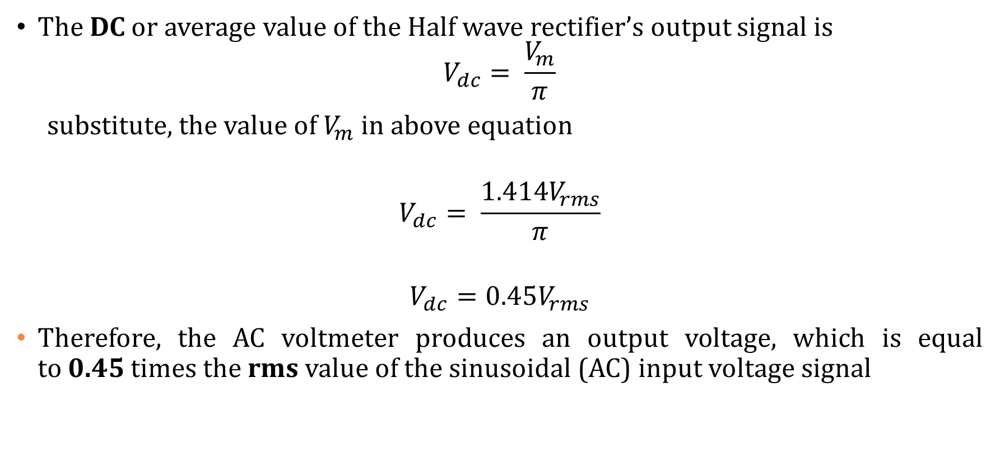 • The DC or average value of the Half wave rectifier’s output signal is
V_{dc} = \frac{V_m}{π}
substitute, the value of V_m in above equation
V_{dc} = \frac{1.414V_{rms}}{π}
V_{dc} = 0.45V_{rms}
• Therefore, the AC voltmeter produces an output voltage, which is equal
to 0.45 times the rms value of the sinusoidal (AC) input voltage signal